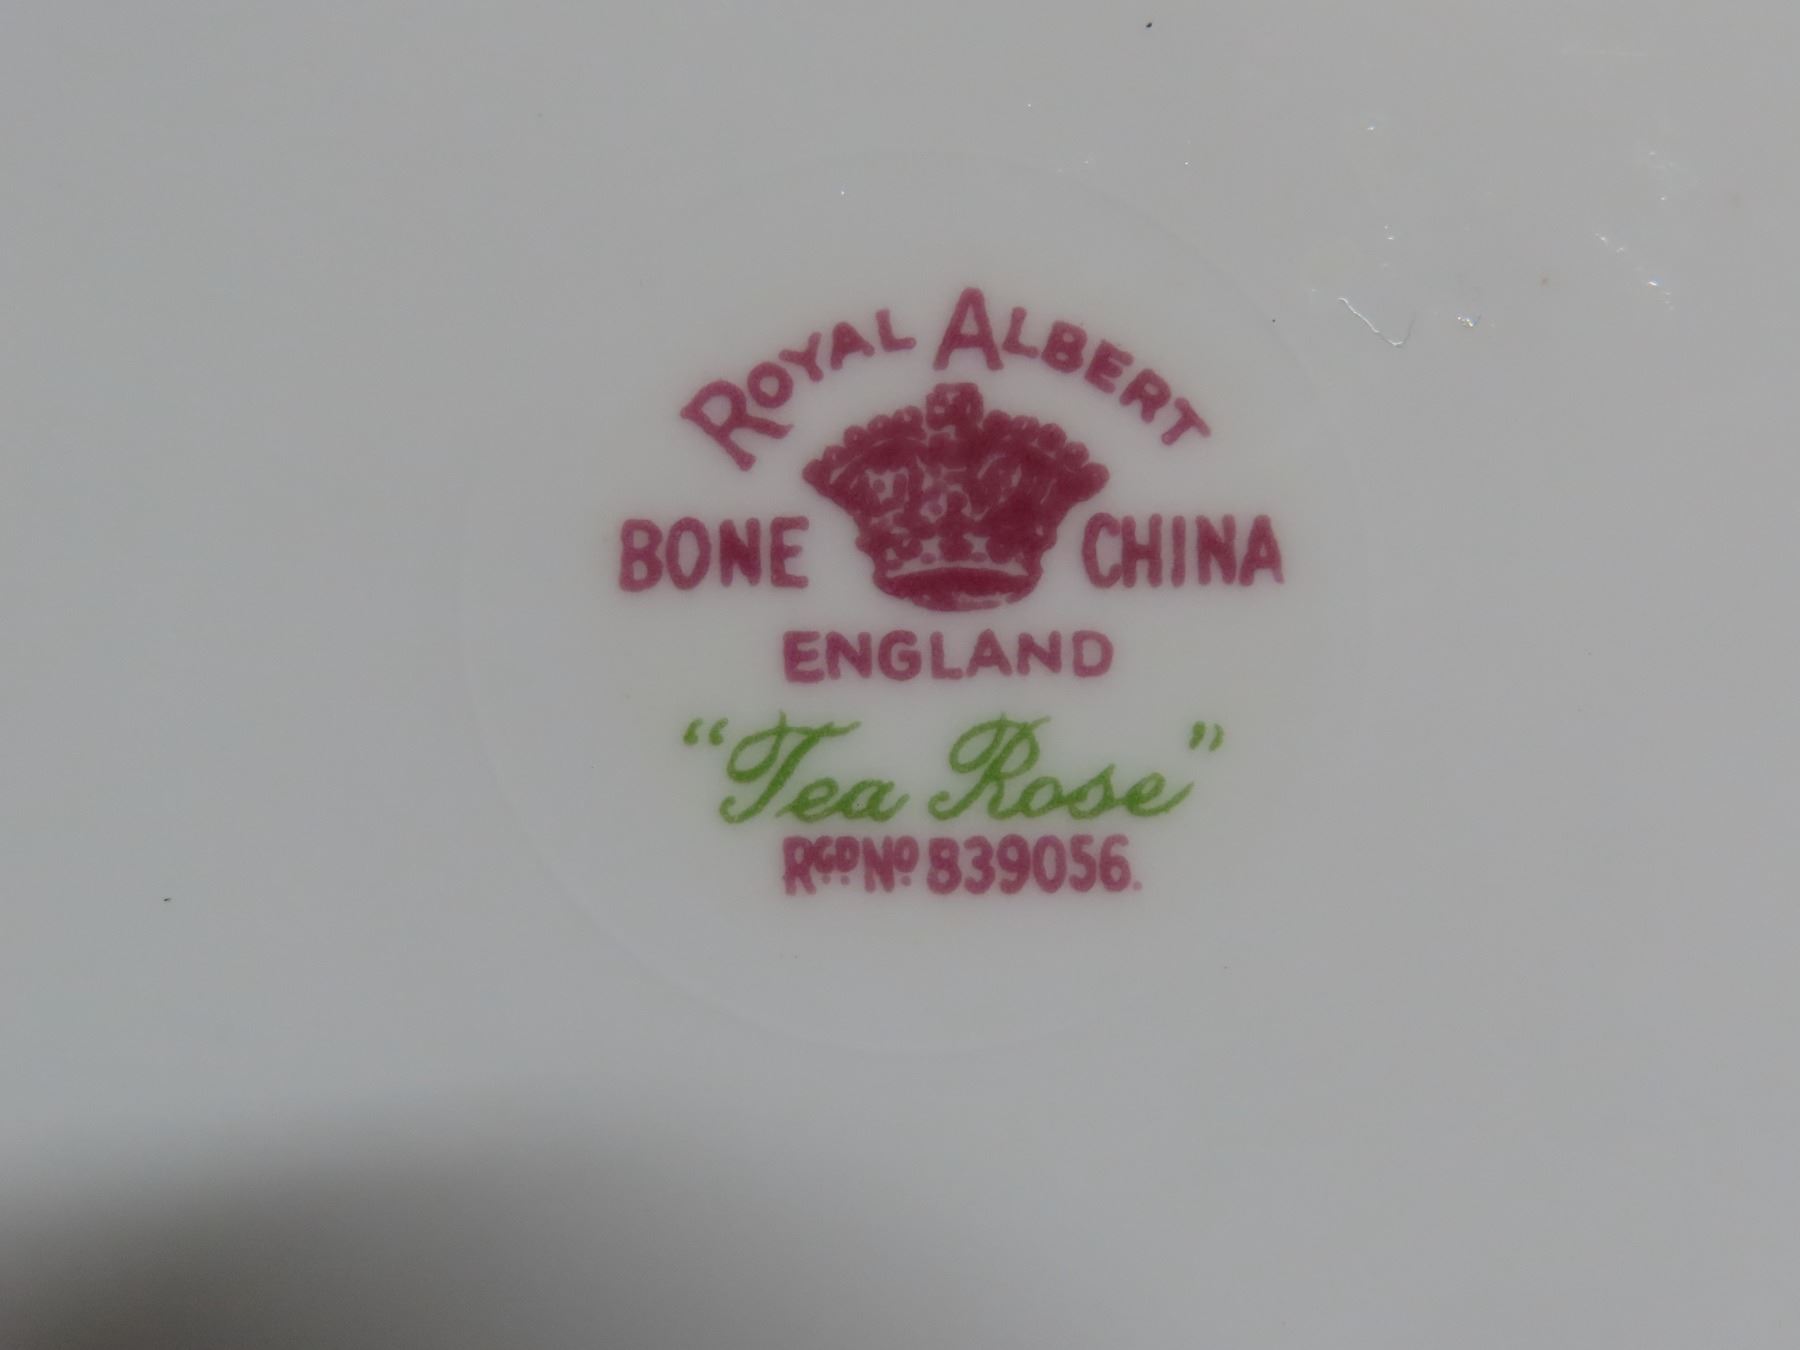 ROYAL ALBERT
BONE CHINA
ENGLAND
“Tea Rose”
RGD No. 839056.